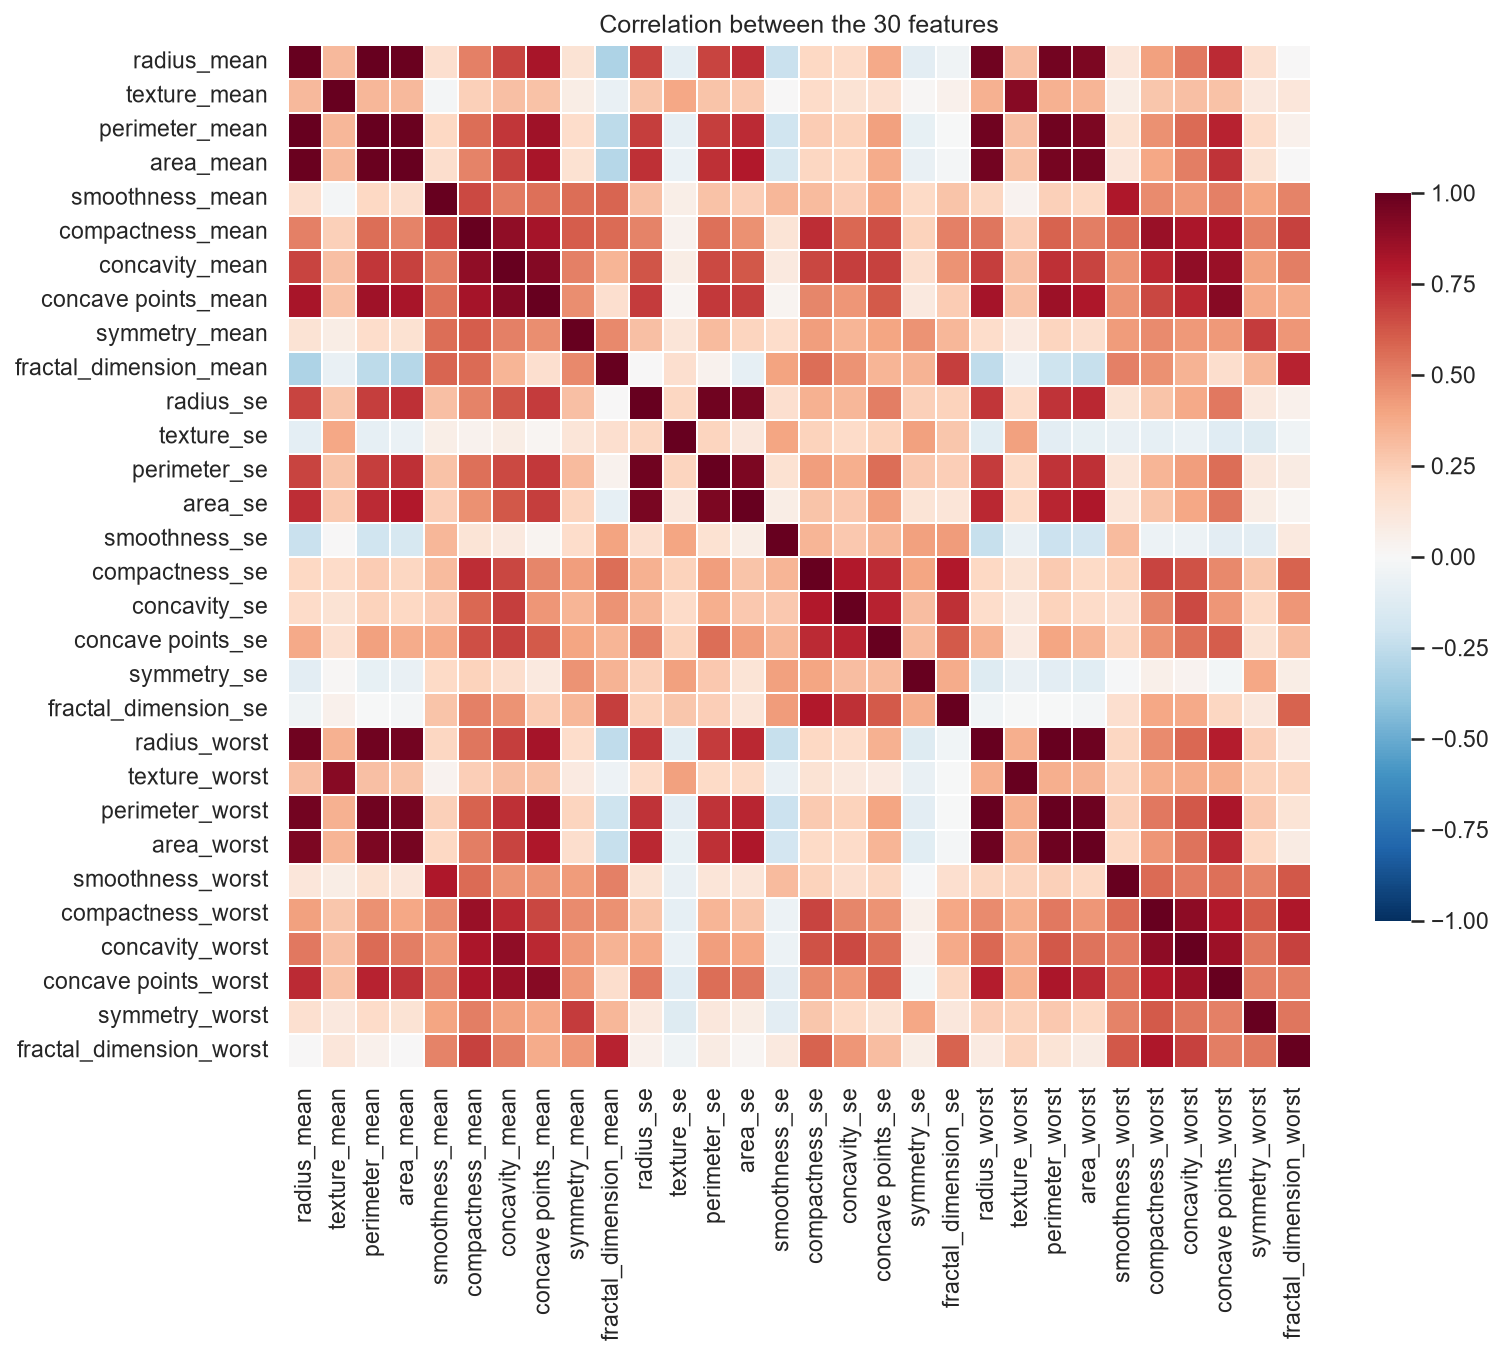 Correlation between the 30 features
radius_mean
texture_mean
perimeter_mean
area_mean
smoothness_mean
compactness_mean
concavity_mean
concave points_mean
symmetry_mean
fractal_dimension_mean
radius_se
texture_se
perimeter_se
area_se
smoothness_se
compactness_se
concavity_se
concave points_se
symmetry_se
fractal_dimension_se
radius_worst
texture_worst
perimeter_worst
area_worst
smoothness_worst
compactness_worst
concavity_worst
concave points_worst
symmetry_worst
fractal_dimension_worst
radius_mean
texture_mean
perimeter_mean
area_mean
smoothness_mean
compactness_mean
concavity_mean
concave points_mean
symmetry_mean
fractal_dimension_mean
radius_se
texture_se
perimeter_se
area_se
smoothness_se
compactness_se
concavity_se
concave points_se
symmetry_se
fractal_dimension_se
radius_worst
texture_worst
perimeter_worst
area_worst
smoothness_worst
compactness_worst
concavity_worst
concave points_worst
symmetry_worst
fractal_dimension_worst
1.00
0.75
0.50
0.25
0.00
−0.25
−0.50
−0.75
−1.00